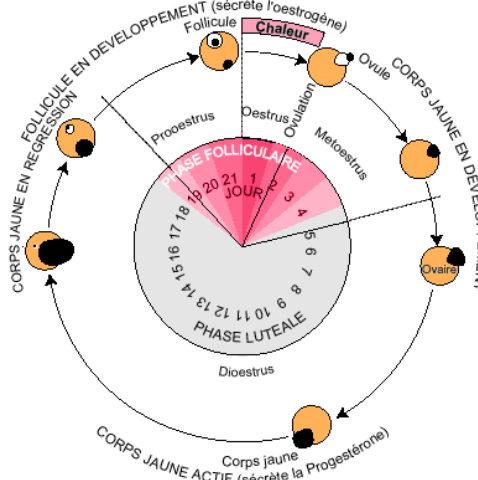 FOLLICULE EN DEVELOPPEMENT (sécrète l'oestrogène)
Follicule
Chaleur
Ovule
CORPS JAUNE EN DEVEL
Prooestrus
Oestrus
Ovulation
Metoestrus
CORPS JAUNE EN REGRESSION
PHASE FOLLICULAIRE
JOUR
1
2
3
4
5
6
7
8
9
10
11
12
13
14
15
16
17
18
19
20
21
PHASE LUTEALE
Ovaire
Dioestrus
Corps jaune
CORPS JAUNE ACTIF (sécrète la Progestérone)